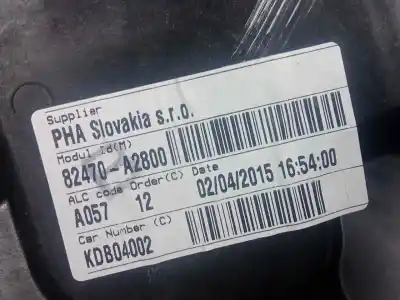 Supplier
PHA Slovakia s.r.o.
Modul Id(M)
82470-A2800
ALC code Order(C) Date
A057 12 02/04/2015 16:54:00
Car Number (C)
KDB04002